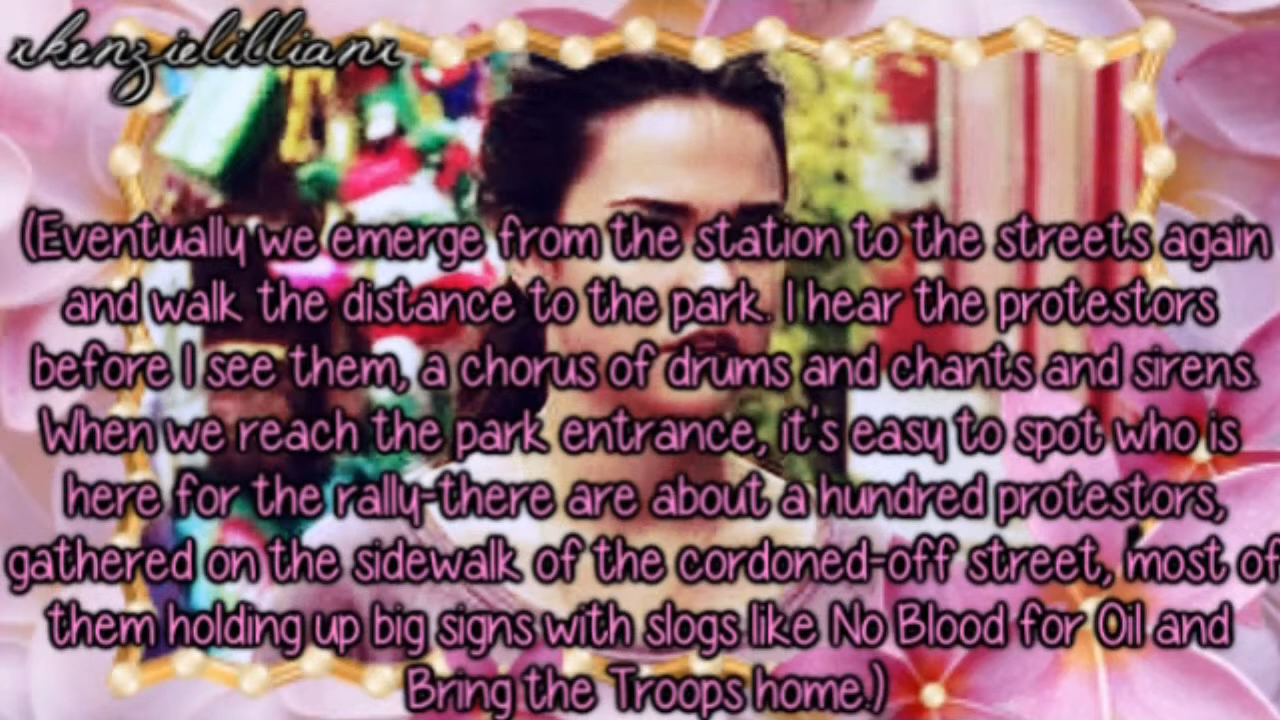 xkenzielillianx
(Eventually we emerge from the station to the streets again
and walk the distance to the park. I hear the protestors
before I see them, a chorus of drums and chants and sirens.
When we reach the park entrance, it's easy to spot who is
here for the rally-there are about a hundred protestors,
gathered on the sidewalk of the cordoned-off street, most of
them holding up big signs with slogs like No Blood for Oil and
Bring the Troops home.)